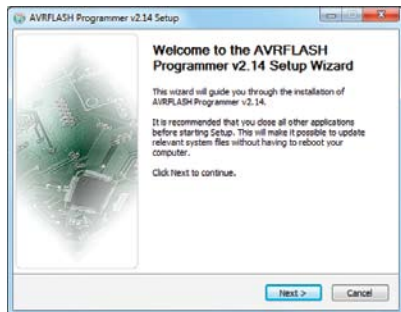 AVRFLASH Programmer v2.14 Setup
Welcome to the AVRFLASH
Programmer v2.14 Setup Wizard
This wizard will guide you through the installation of
AVRFLASH Programmer v2.14.
It is recommended that you close all other applications
before starting Setup. This will make it possible to update
relevant system files without having to reboot your
computer.
Click Next to continue.
Next >
Cancel